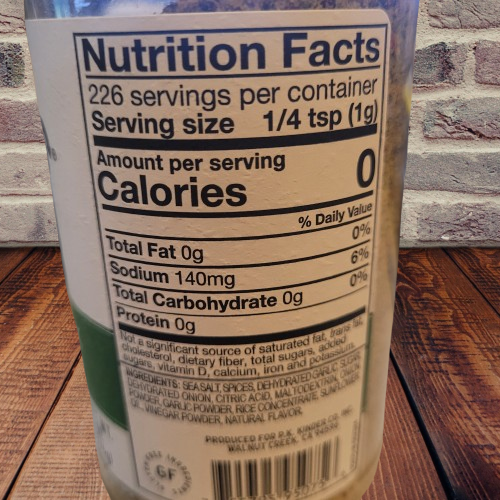 Nutrition Facts
226 servings per container
Serving size 1/4 tsp (1g)
Amount per serving
Calories 0
% Daily Value
Total Fat 0g 0%
Sodium 140mg 6%
Total Carbohydrate 0g 0%
Protein 0g
Not a significant source of saturated fat, trans fat,
cholesterol, dietary fiber, total sugars, added
sugars, vitamin D, calcium, iron and potassium.
INGREDIENTS: SEA SALT, SPICES, DEHYDRATED GARLIC, SUGAR,
DEHYDRATED ONION, CITRIC ACID, MALTODEXTRIN, ONION
POWDER, GARLIC POWDER, RICE CONCENTRATE, SUNFLOWER
OIL, VINEGAR POWDER, NATURAL FLAVOR.
PRODUCED FOR P.K. KINDER CO. INC.
WALNUT CREEK, CA
GF